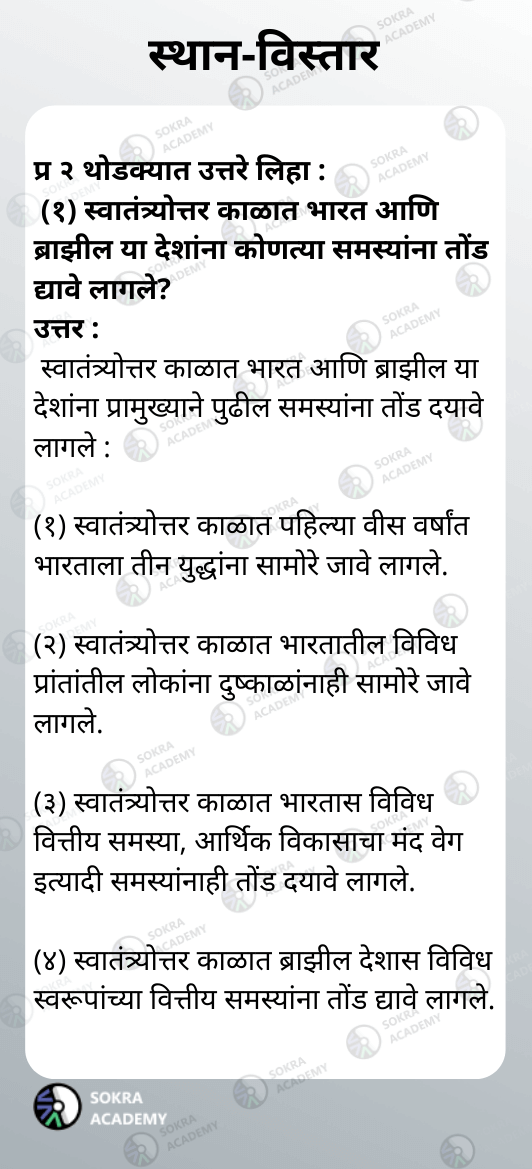 स्थान-विस्तार
प्र २ थोडक्यात उत्तरे लिहा :
(१) स्वातंत्र्योत्तर काळात भारत आणि
ब्राझील या देशांना कोणत्या समस्यांना तोंड
द्यावे लागले?
उत्तर :
स्वातंत्र्योत्तर काळात भारत आणि ब्राझील या
देशांना प्रामुख्याने पुढील समस्यांना तोंड दयावे
लागले :
(१) स्वातंत्र्योत्तर काळात पहिल्या वीस वर्षांत
भारताला तीन युद्धांना सामोरे जावे लागले.
(२) स्वातंत्र्योत्तर काळात भारतातील विविध
प्रांतांतील लोकांना दुष्काळांनाही सामोरे जावे
लागले.
(३) स्वातंत्र्योत्तर काळात भारतास विविध
वित्तीय समस्या, आर्थिक विकासाचा मंद वेग
इत्यादी समस्यांनाही तोंड दयावे लागले.
(४) स्वातंत्र्योत्तर काळात ब्राझील देशास विविध
स्वरूपांच्या वित्तीय समस्यांना तोंड द्यावे लागले.
SOKRA
ACADEMY